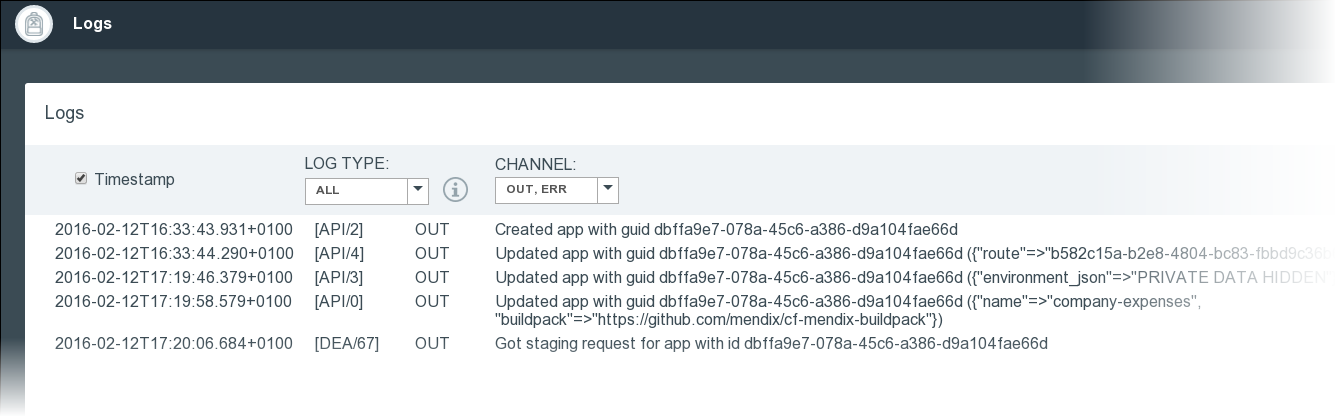 Logs
Logs
Timestamp
LOG TYPE:
ALL
CHANNEL:
OUT, ERR
2016-02-12T16:33:43.931+0100 [API/2] OUT Created app with guid dbffa9e7-078a-45c6-a386-d9a104fae66d
2016-02-12T16:33:44.290+0100 [API/4] OUT Updated app with guid dbffa9e7-078a-45c6-a386-d9a104fae66d ({"route"=>"b582c15a-b2e8-4804-bc83-fbbd9c36b
2016-02-12T17:19:46.379+0100 [API/3] OUT Updated app with guid dbffa9e7-078a-45c6-a386-d9a104fae66d ({"environment_json"=>"PRIVATE DATA HIDDEN"
2016-02-12T17:19:58.579+0100 [API/0] OUT Updated app with guid dbffa9e7-078a-45c6-a386-d9a104fae66d ({"name"=>"company-expenses",
"buildpack"=>"https://github.com/mendix/cf-mendix-buildpack"})
2016-02-12T17:20:06.684+0100 [DEA/67] OUT Got staging request for app with id dbffa9e7-078a-45c6-a386-d9a104fae66d